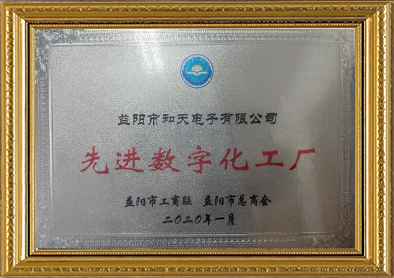 益阳市和天电子有限公司
先进数字化工厂
益阳市工商联 益阳市总商会
二〇二〇年一月